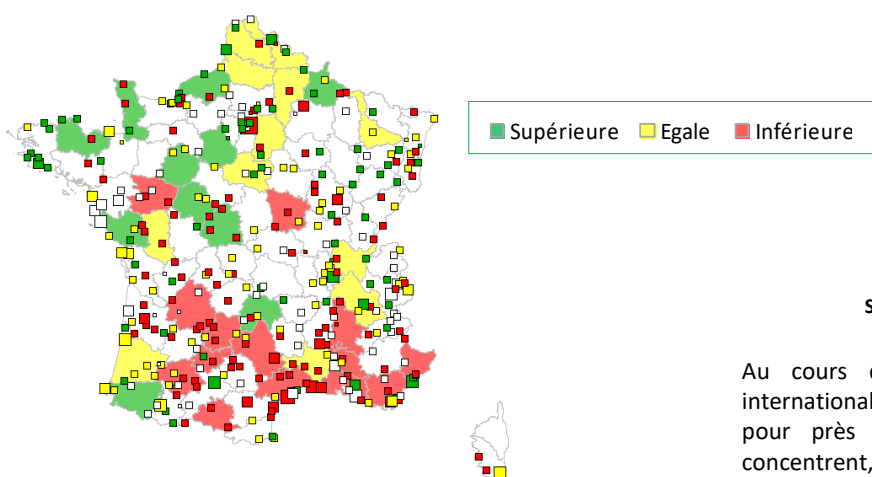 Supérieure Egale Inférieure
s
Au cours
international
pour près
concentrent,